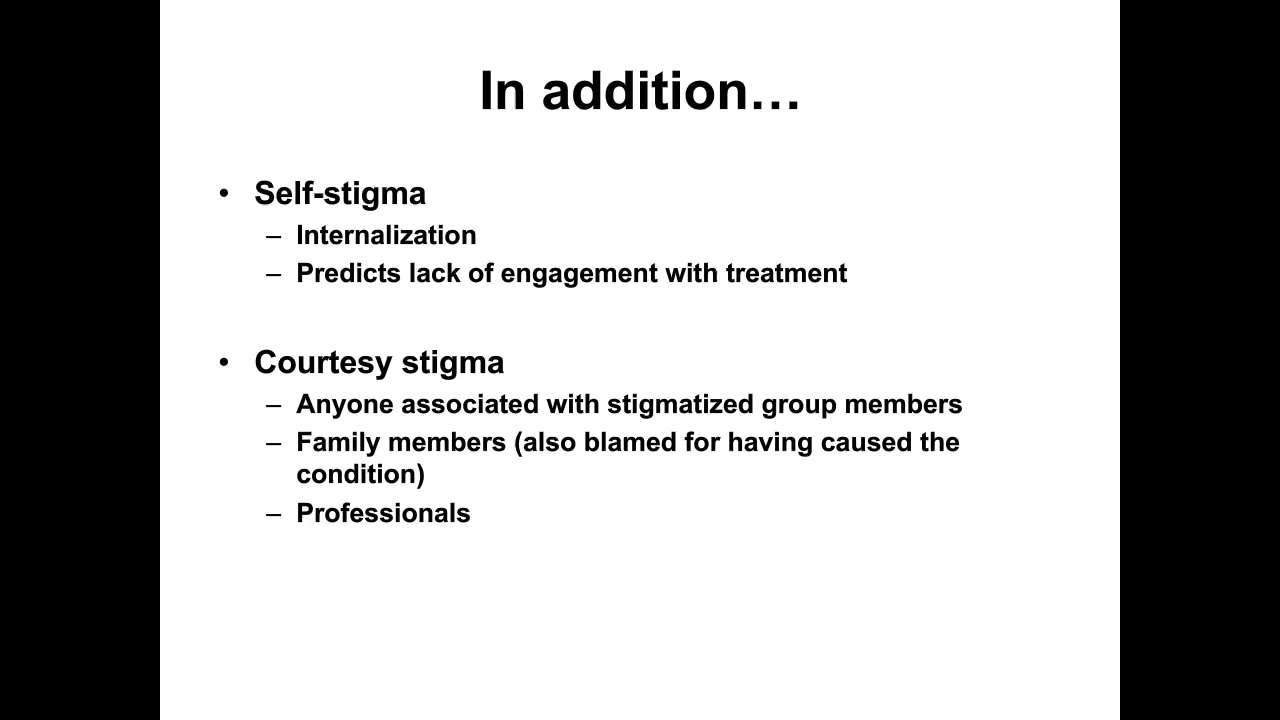 In addition…
• Self-stigma
– Internalization
– Predicts lack of engagement with treatment
• Courtesy stigma
– Anyone associated with stigmatized group members
– Family members (also blamed for having caused the
condition)
– Professionals